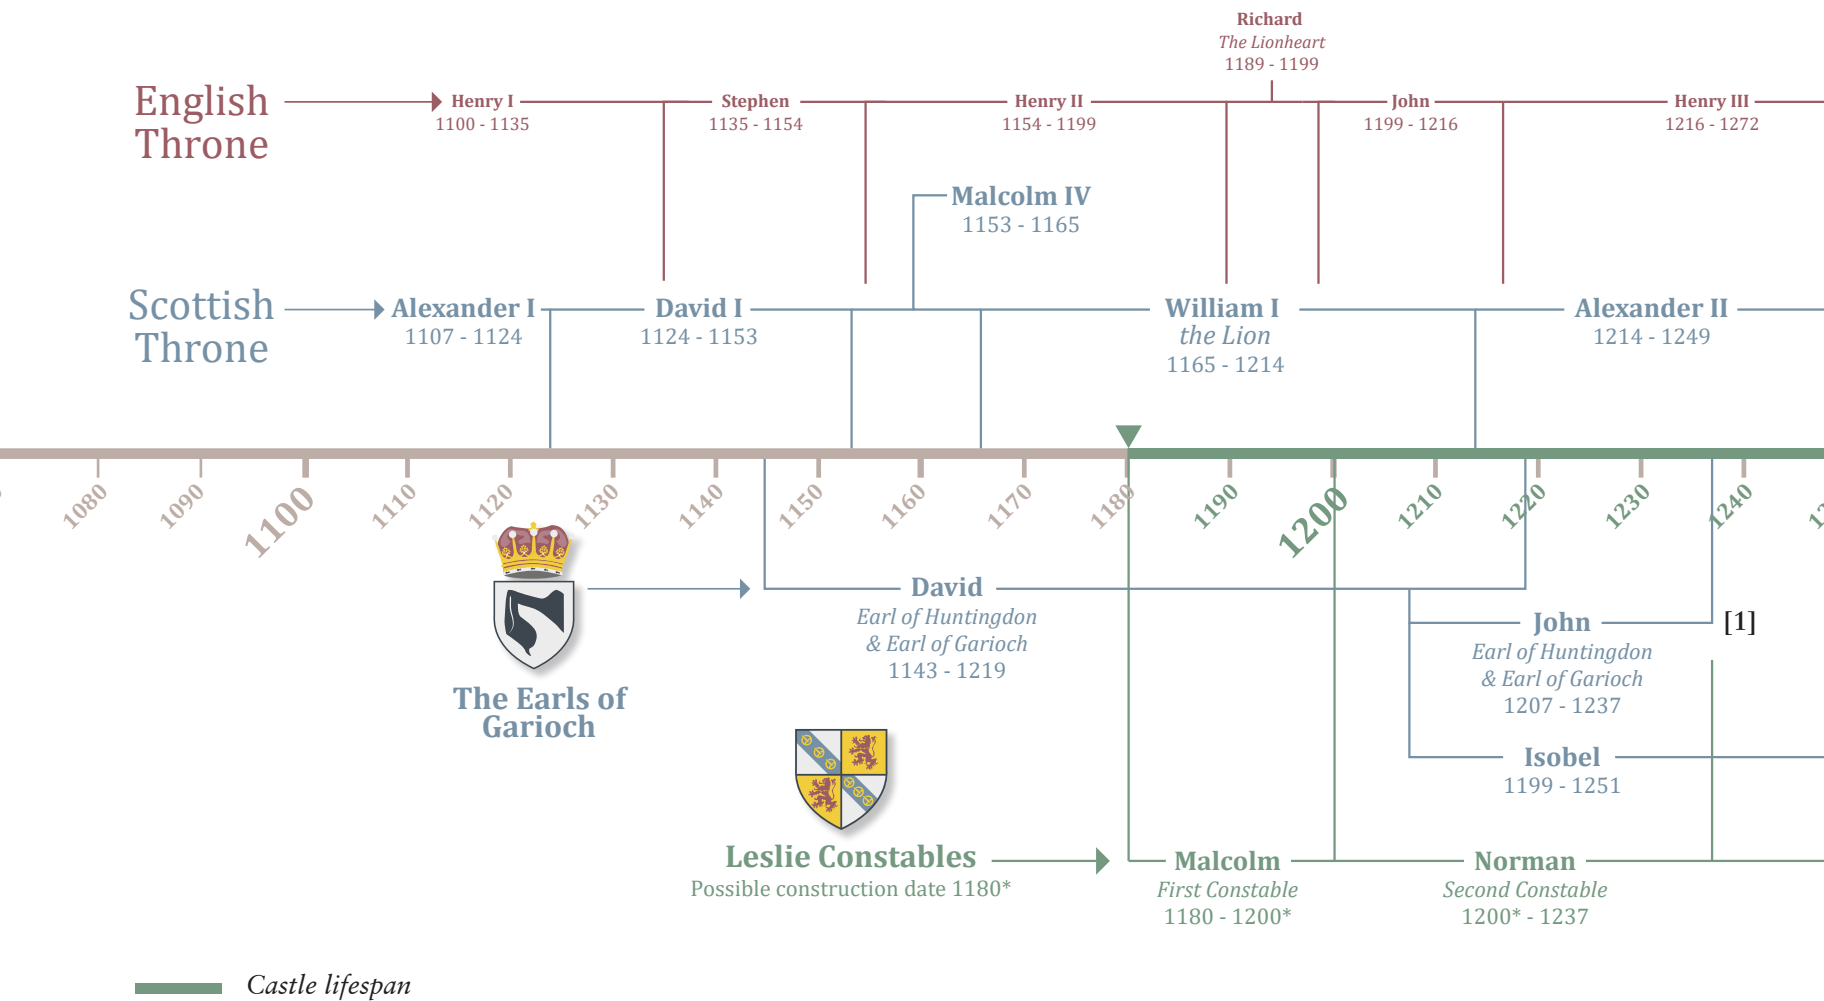 Richard
The Lionheart
1189 - 1199
English
Throne
Henry I
1100 - 1135
Stephen
1135 - 1154
Henry II
1154 - 1199
John
1199 - 1216
Henry III
1216 - 1272
Malcolm IV
1153 - 1165
Scottish
Throne
Alexander I
1107 - 1124
David I
1124 - 1153
William I
the Lion
1165 - 1214
Alexander II
1214 - 1249
1080
1090
1100
1110
1120
1130
1140
1150
1160
1170
1180
1190
1200
1210
1220
1230
1240
The Earls of
Garioch
David
Earl of Huntingdon
& Earl of Garioch
1143 - 1219
John
Earl of Huntingdon
& Earl of Garioch
1207 - 1237
[1]
Isobel
1199 - 1251
Leslie Constables
Possible construction date 1180*
Malcolm
First Constable
1180 - 1200*
Norman
Second Constable
1200* - 1237
Castle lifespan